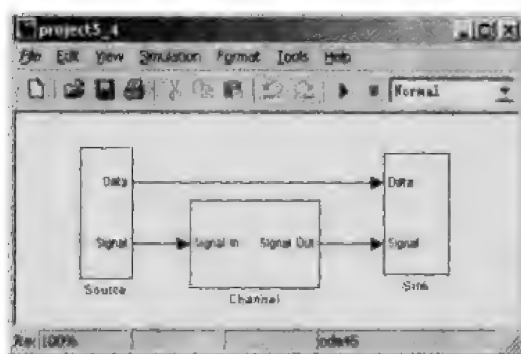 project5_4
File Edit View Simulation Format Tools Help
Normal
Data Data
Signal Signal In Signal Out Signal
Source Channel Sink
100% ode45